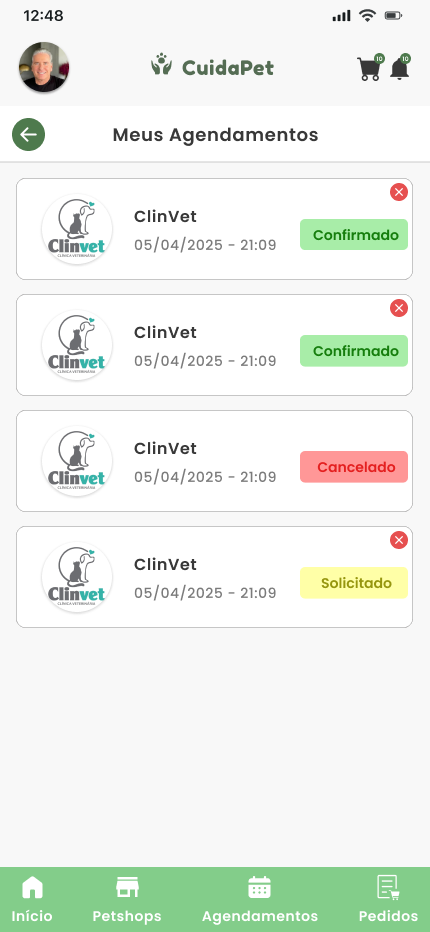 12:48
CuidaPet
10
10
Meus Agendamentos
Clinvet
CLÍNICA VETERINÁRIA
ClinVet
05/04/2025 - 21:09
Confirmado
Clinvet
CLÍNICA VETERINÁRIA
ClinVet
05/04/2025 - 21:09
Confirmado
Clinvet
CLÍNICA VETERINÁRIA
ClinVet
05/04/2025 - 21:09
Cancelado
Clinvet
CLÍNICA VETERINÁRIA
ClinVet
05/04/2025 - 21:09
Solicitado
Início
Petshops
Agendamentos
Pedidos